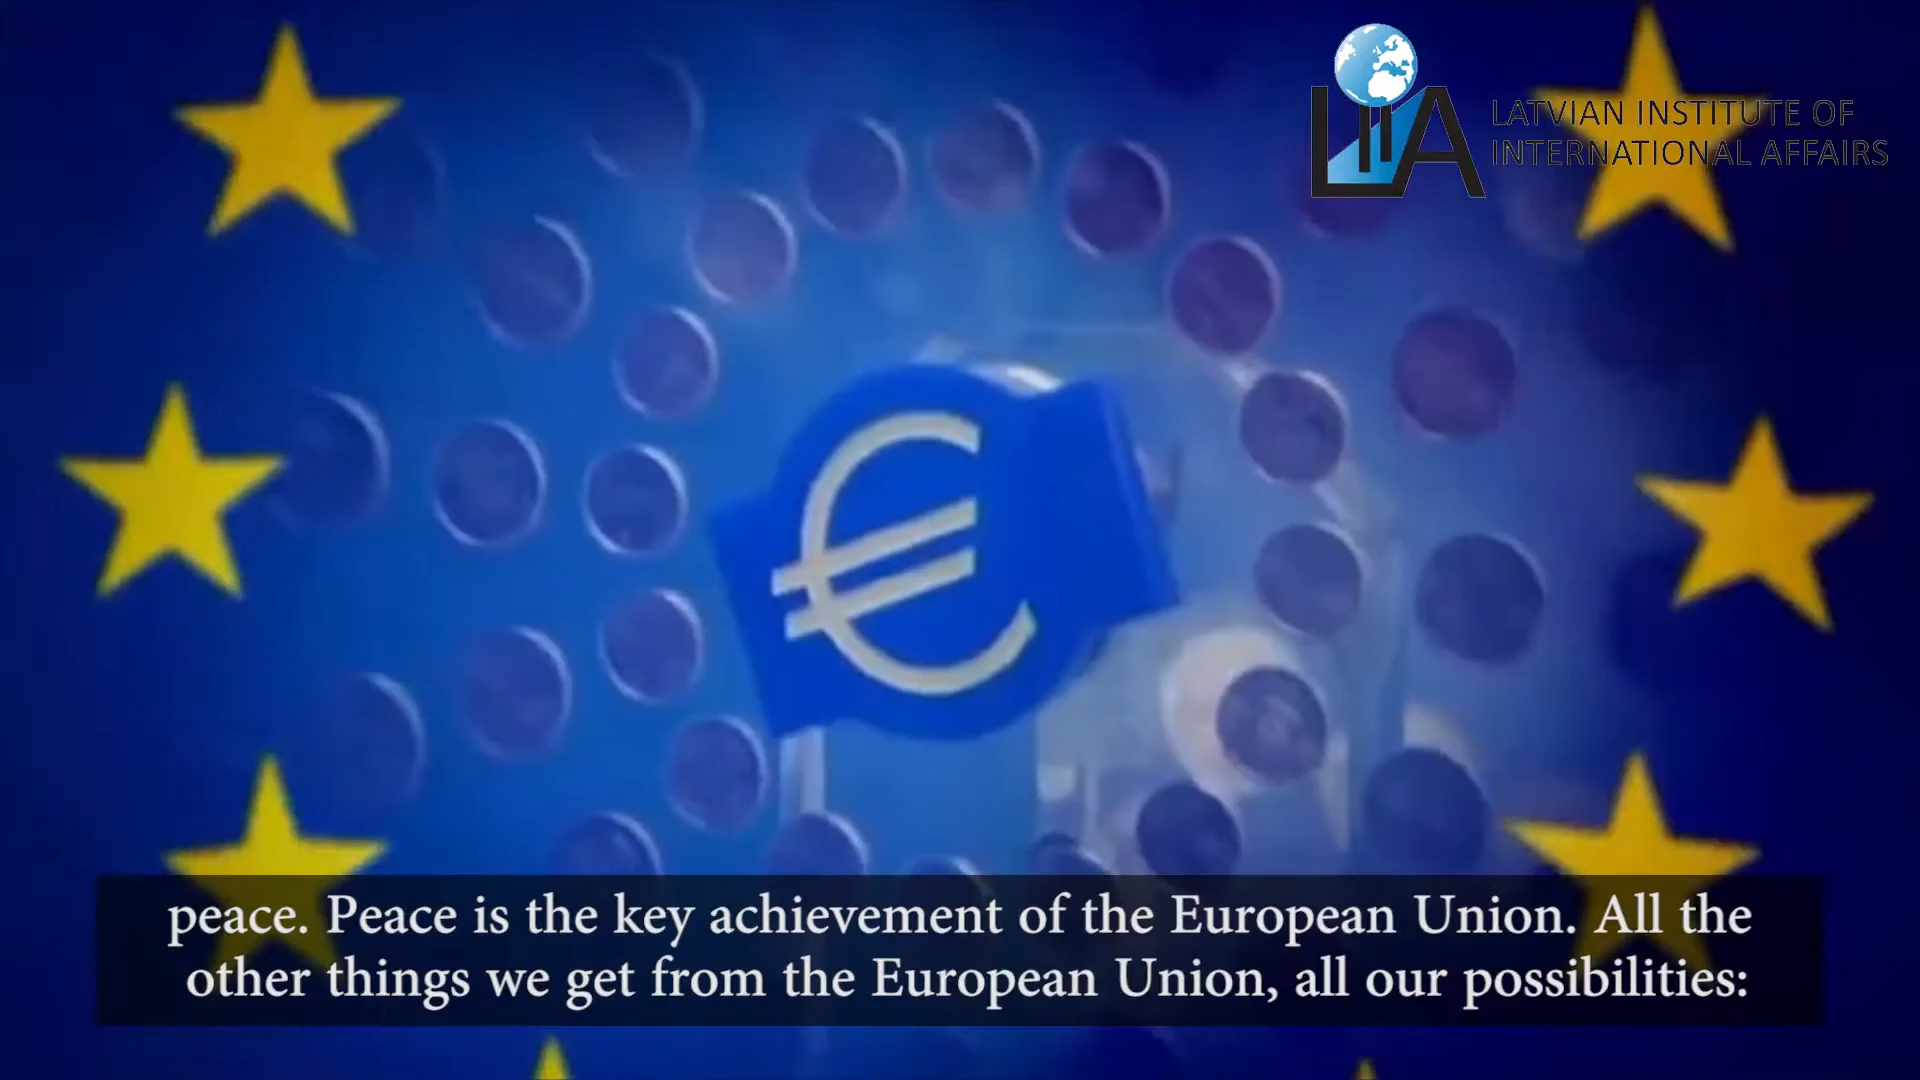 LIIA
LATVIAN INSTITUTE OF
INTERNATIONAL AFFAIRS
€
peace. Peace is the key achievement of the European Union. All the
other things we get from the European Union, all our possibilities: